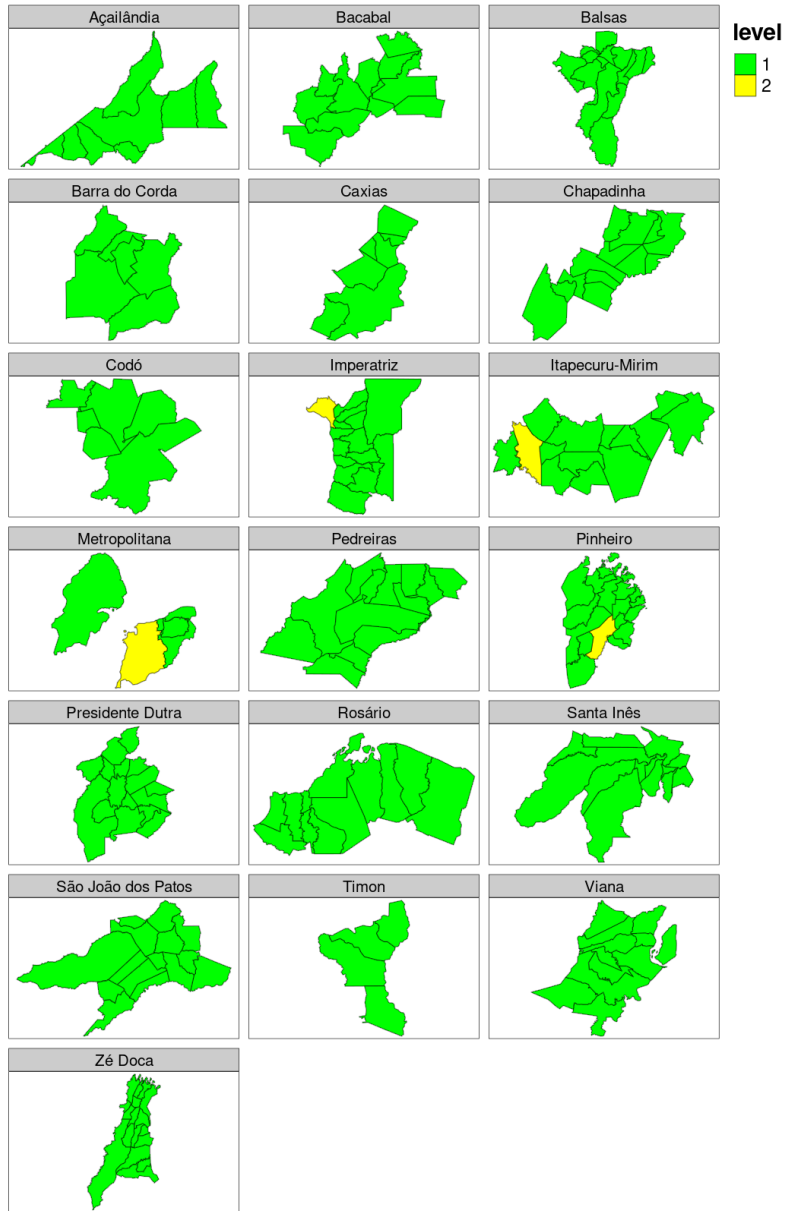 Açailândia
Bacabal
Balsas
level
1
2
Barra do Corda
Caxias
Chapadinha
Codó
Imperatriz
Itapecuru-Mirim
Metropolitana
Pedreiras
Pinheiro
Presidente Dutra
Rosário
Santa Inês
São João dos Patos
Timon
Viana
Zé Doca